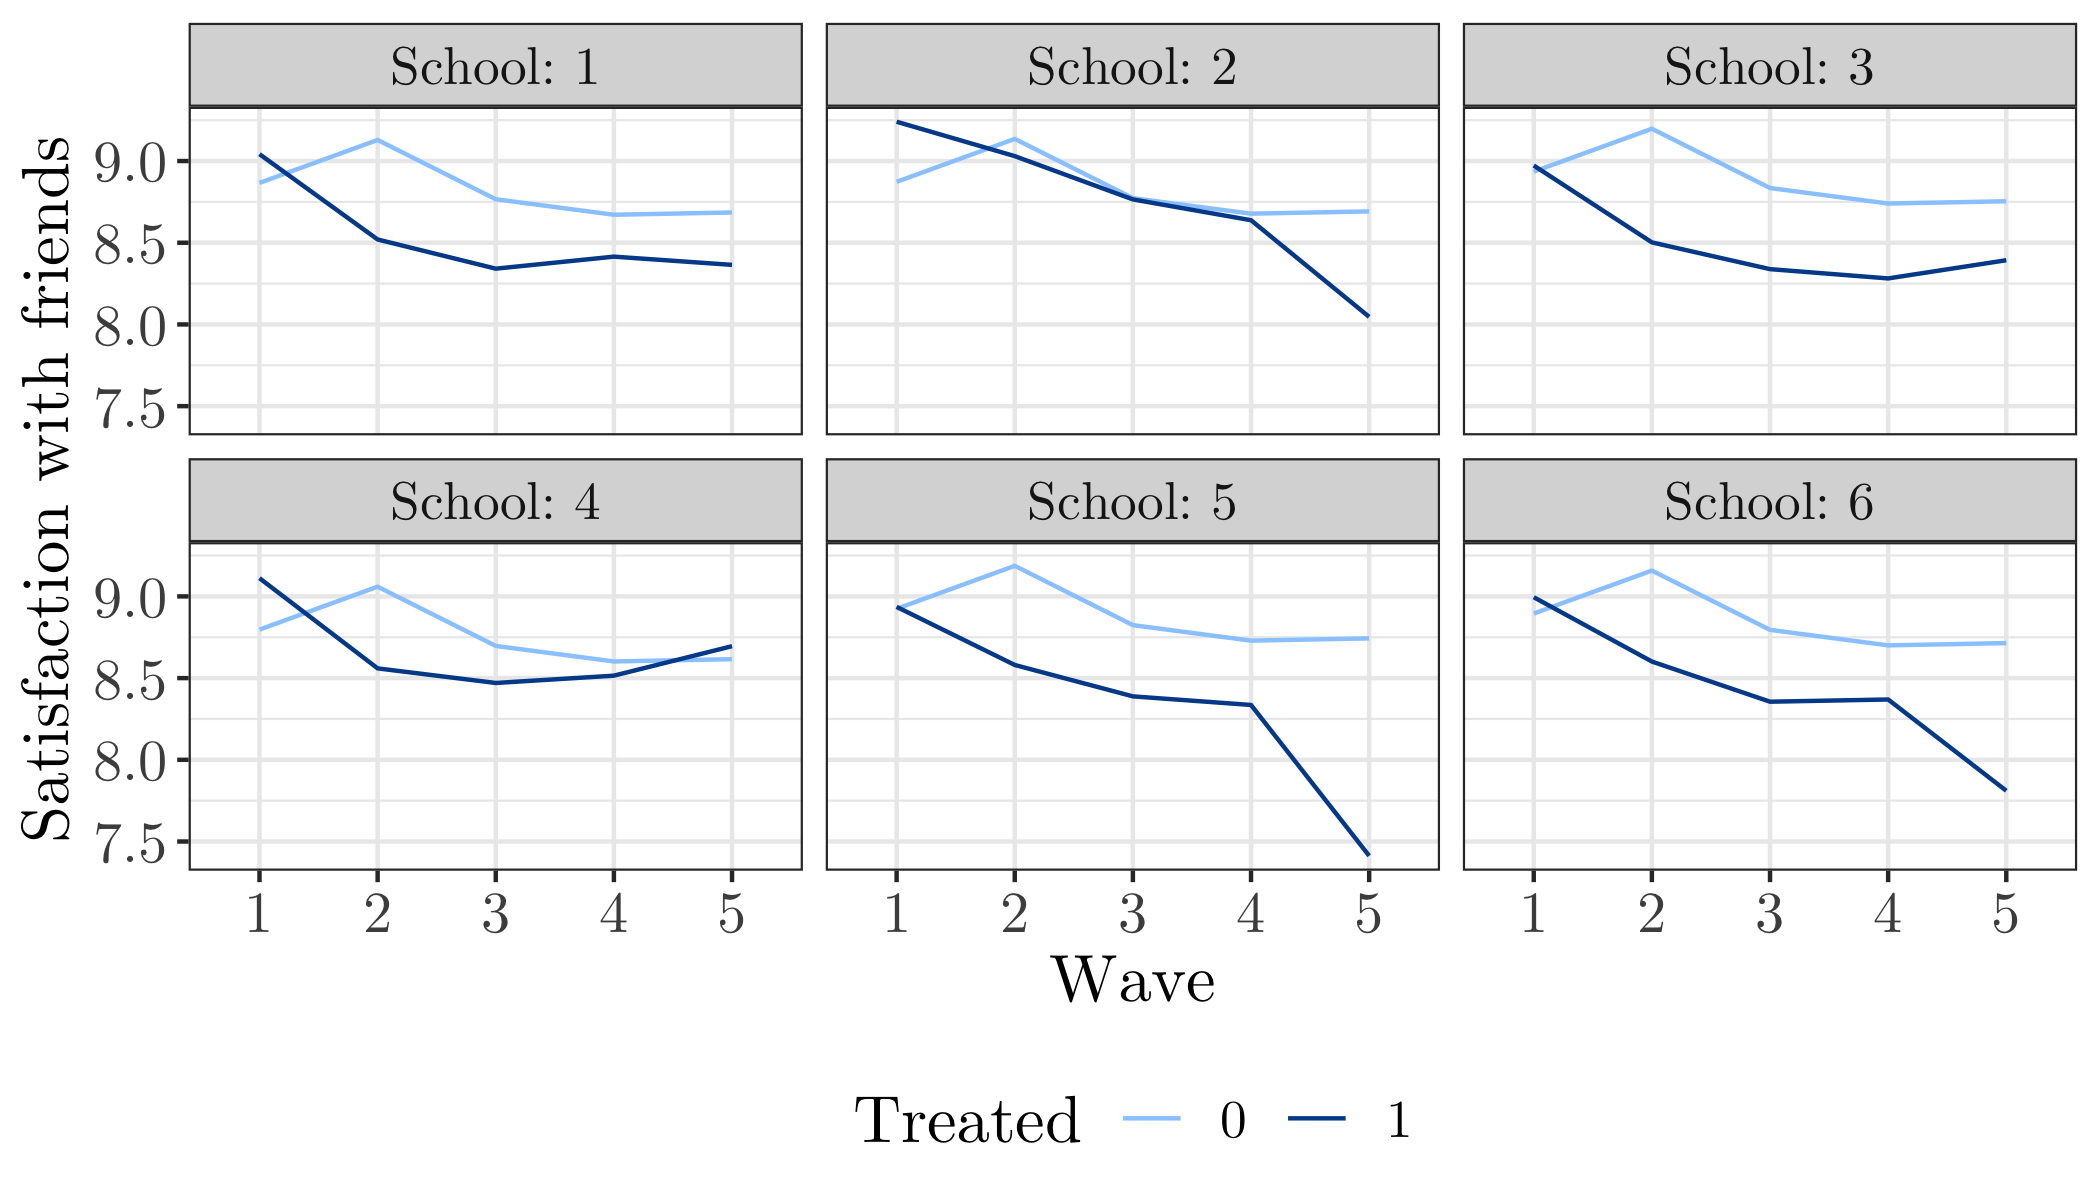 School: 1
School: 2
School: 3
Satisfaction with friends
9.0
8.5
8.0
7.5
School: 4
School: 5
School: 6
9.0
8.5
8.0
7.5
1 2 3 4 5
1 2 3 4 5
1 2 3 4 5
Wave
Treated 0 1